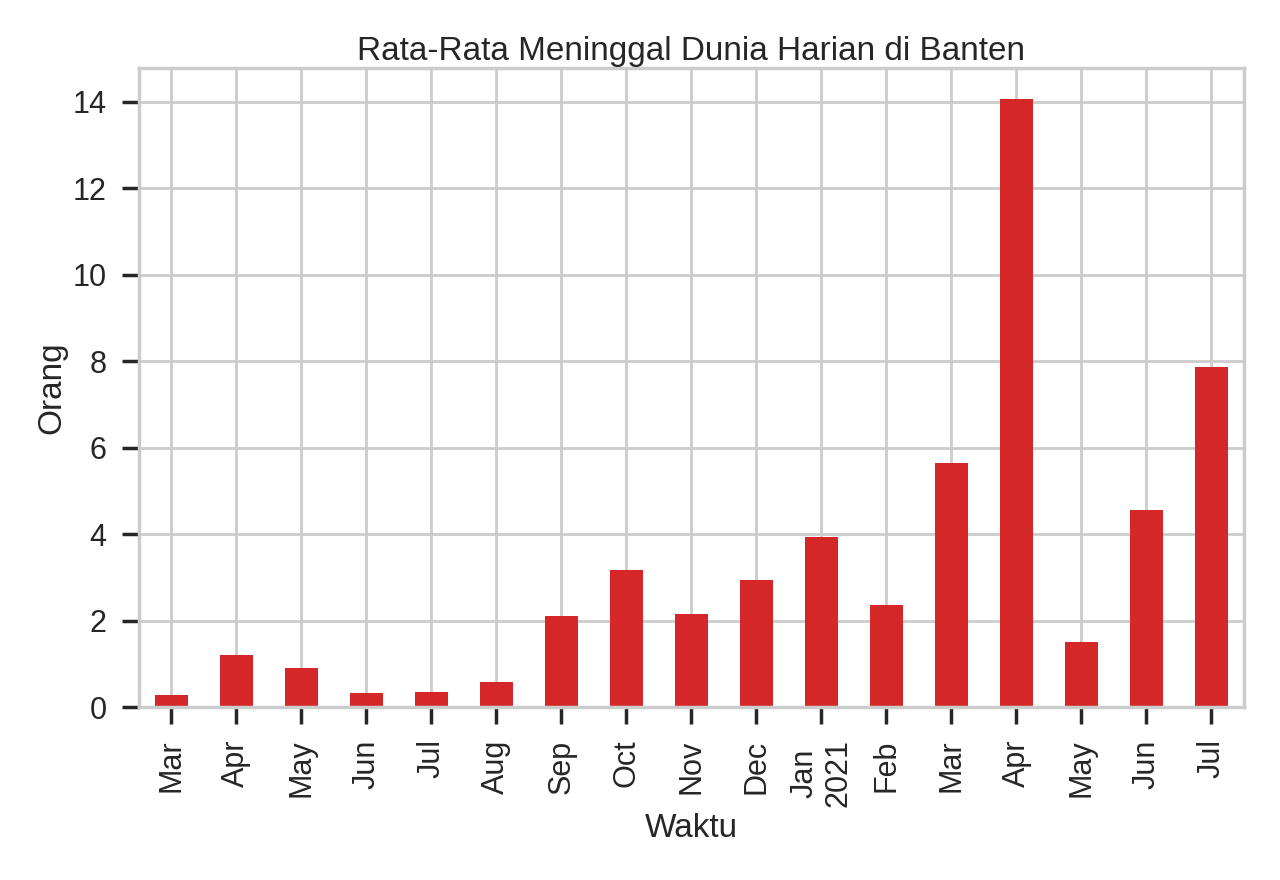 Rata-Rata Meninggal Dunia Harian di Banten
14
12
10
8
6
4
2
0
Orang
Mar
Apr
May
Jun
Jul
Aug
Sep
Oct
Nov
Dec
Jan
2021
Feb
Mar
Apr
May
Jun
Jul
Waktu